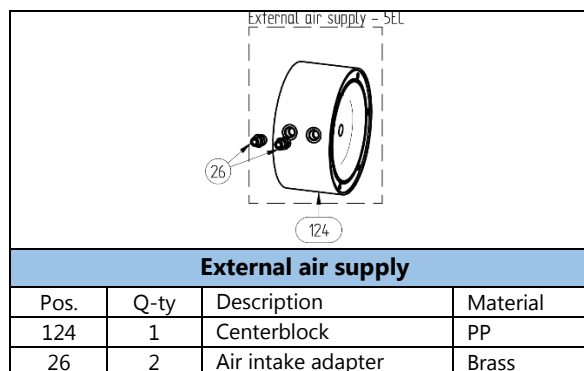 External air supply - 5EL
26
124
External air supply
Pos. Q-ty Description Material
124 1 Centerblock PP
26 2 Air intake adapter Brass